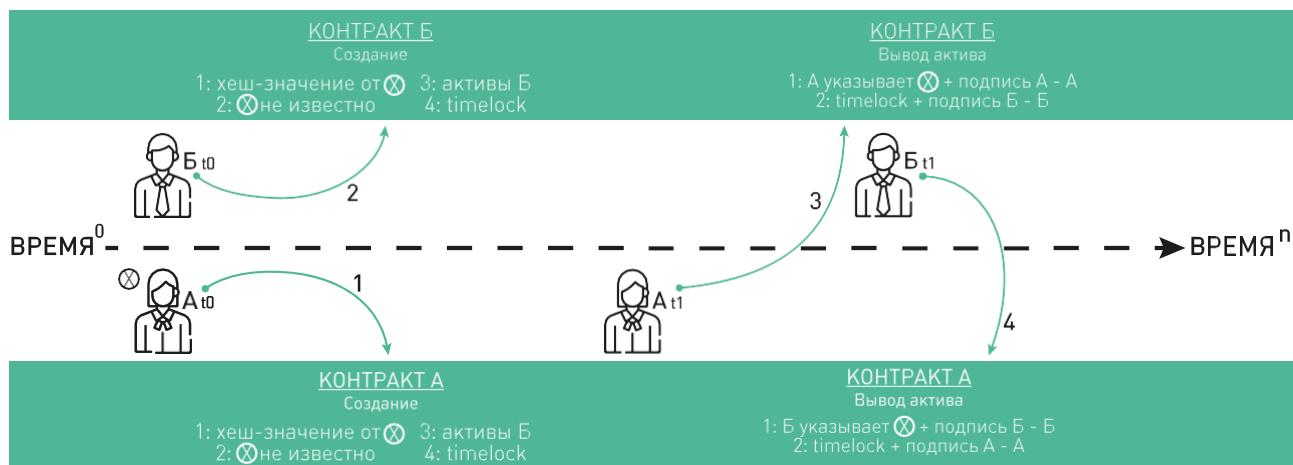 КОНТРАКТ Б
Создание
1: хеш-значение от Ⓧ 3: активы Б
2: Ⓧ не известно 4: timelock
КОНТРАКТ Б
Вывод актива
1: А указывает Ⓧ + подпись А - А
2: timelock + подпись Б - Б
Б t0
2
3
Б t1
ВРЕМЯ⁰
ВРЕМЯⁿ
Ⓧ
А t0
1
А t1
4
КОНТРАКТ А
Создание
1: хеш-значение от Ⓧ 3: активы Б
2: Ⓧ не известно 4: timelock
КОНТРАКТ А
Вывод актива
1: Б указывает Ⓧ + подпись Б - Б
2: timelock + подпись А - А